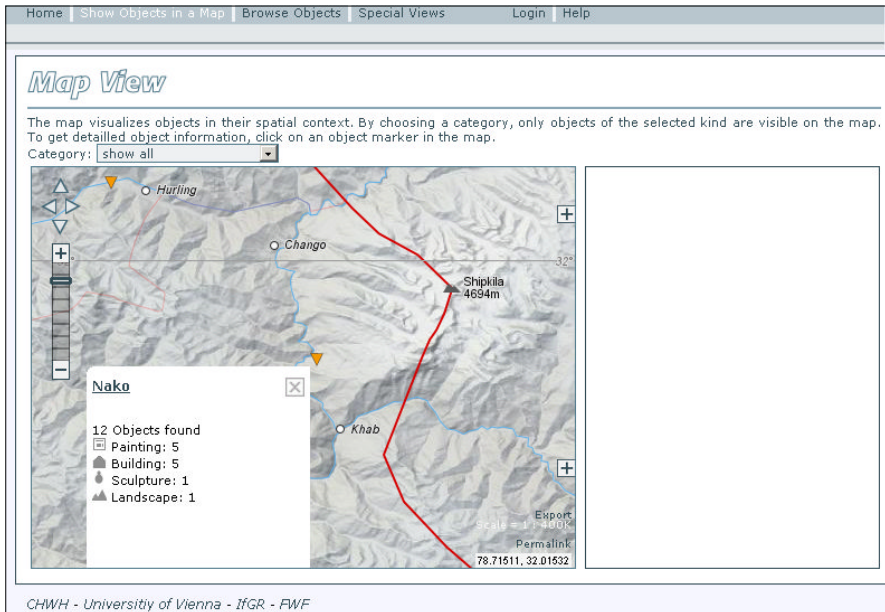 Home Show Objects in a Map Browse Objects Special Views Login Help
Map View
The map visualizes objects in their spatial context. By choosing a category, only objects of the selected kind are visible on the map.
To get detailled object information, click on an object marker in the map.
Category: show all
Hurling
Chango
32°
Shipkila
4694m
Nako
12 Objects found
Painting: 5
Building: 5
Sculpture: 1
Landscape: 1
Khab
Export
Scale = 1 : 400K
Permalink
78.71511, 32.01532
CHWH - Universitiy of Vienna - IfGR - FWF